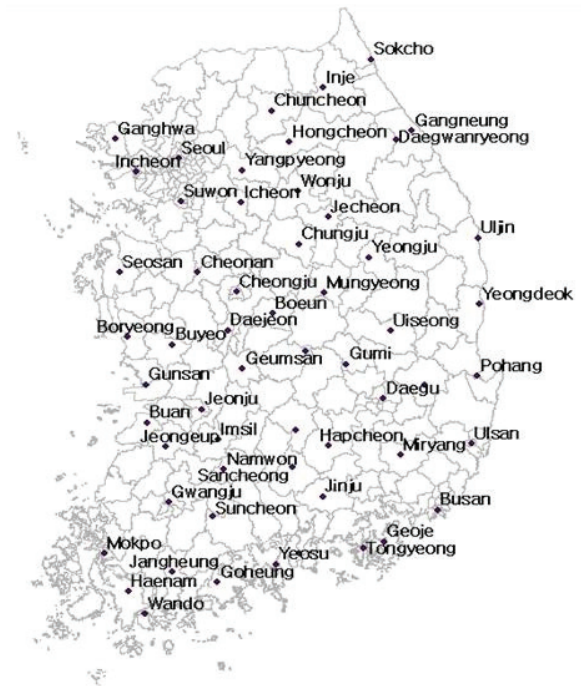 Sokcho
Inje
Chuncheon
Ganghwa
Gangneung
Hongcheon
Daegwanryeong
Seoul
Incheon
Yangpyeong
Wonju
Suwon
Icheon
Jecheon
Uljin
Chungju
Yeongju
Seosan
Cheonan
Cheongju
Mungyeong
Yeongdeok
Boeun
Boryeong
Daejeon
Uiseong
Buyeo
Geumsan
Gumi
Pohang
Gunsan
Daegu
Jeonju
Buan
Imsil
Jeongeup
Hapcheon
Ulsan
Miryang
Namwon
Sancheong
Gwangju
Jinju
Busan
Suncheon
Geoje
Mokpo
Tongyeong
Yeosu
Jangheung
Goheung
Haenam
Wando